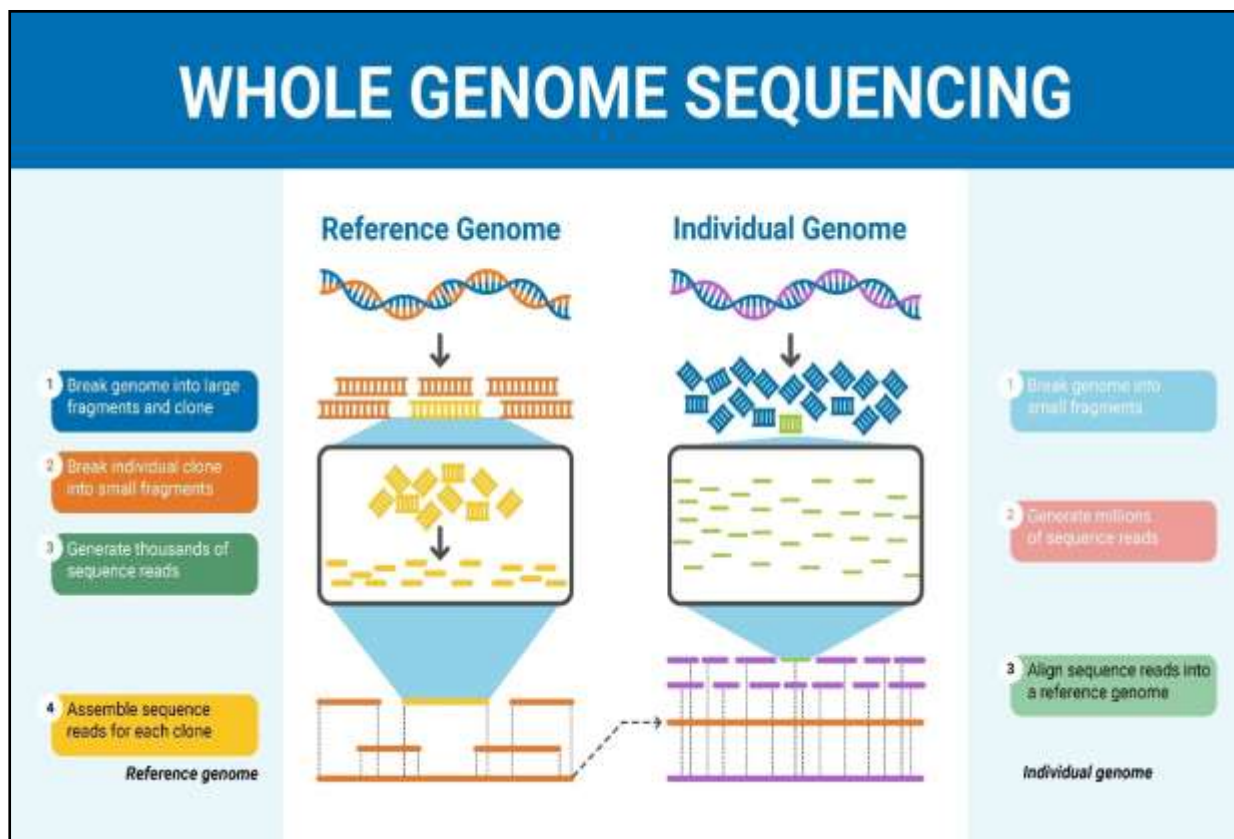 WHOLE GENOME SEQUENCING
Reference Genome
Individual Genome
1 Break genome into large
fragments and clone
2 Break individual clone
into small fragments
3 Generate thousands of
sequence reads
4 Assemble sequence
reads for each clone
Reference genome
1 Break genome into
small fragments
2 Generate millions
of sequence reads
3 Align sequence reads into
a reference genome
Individual genome